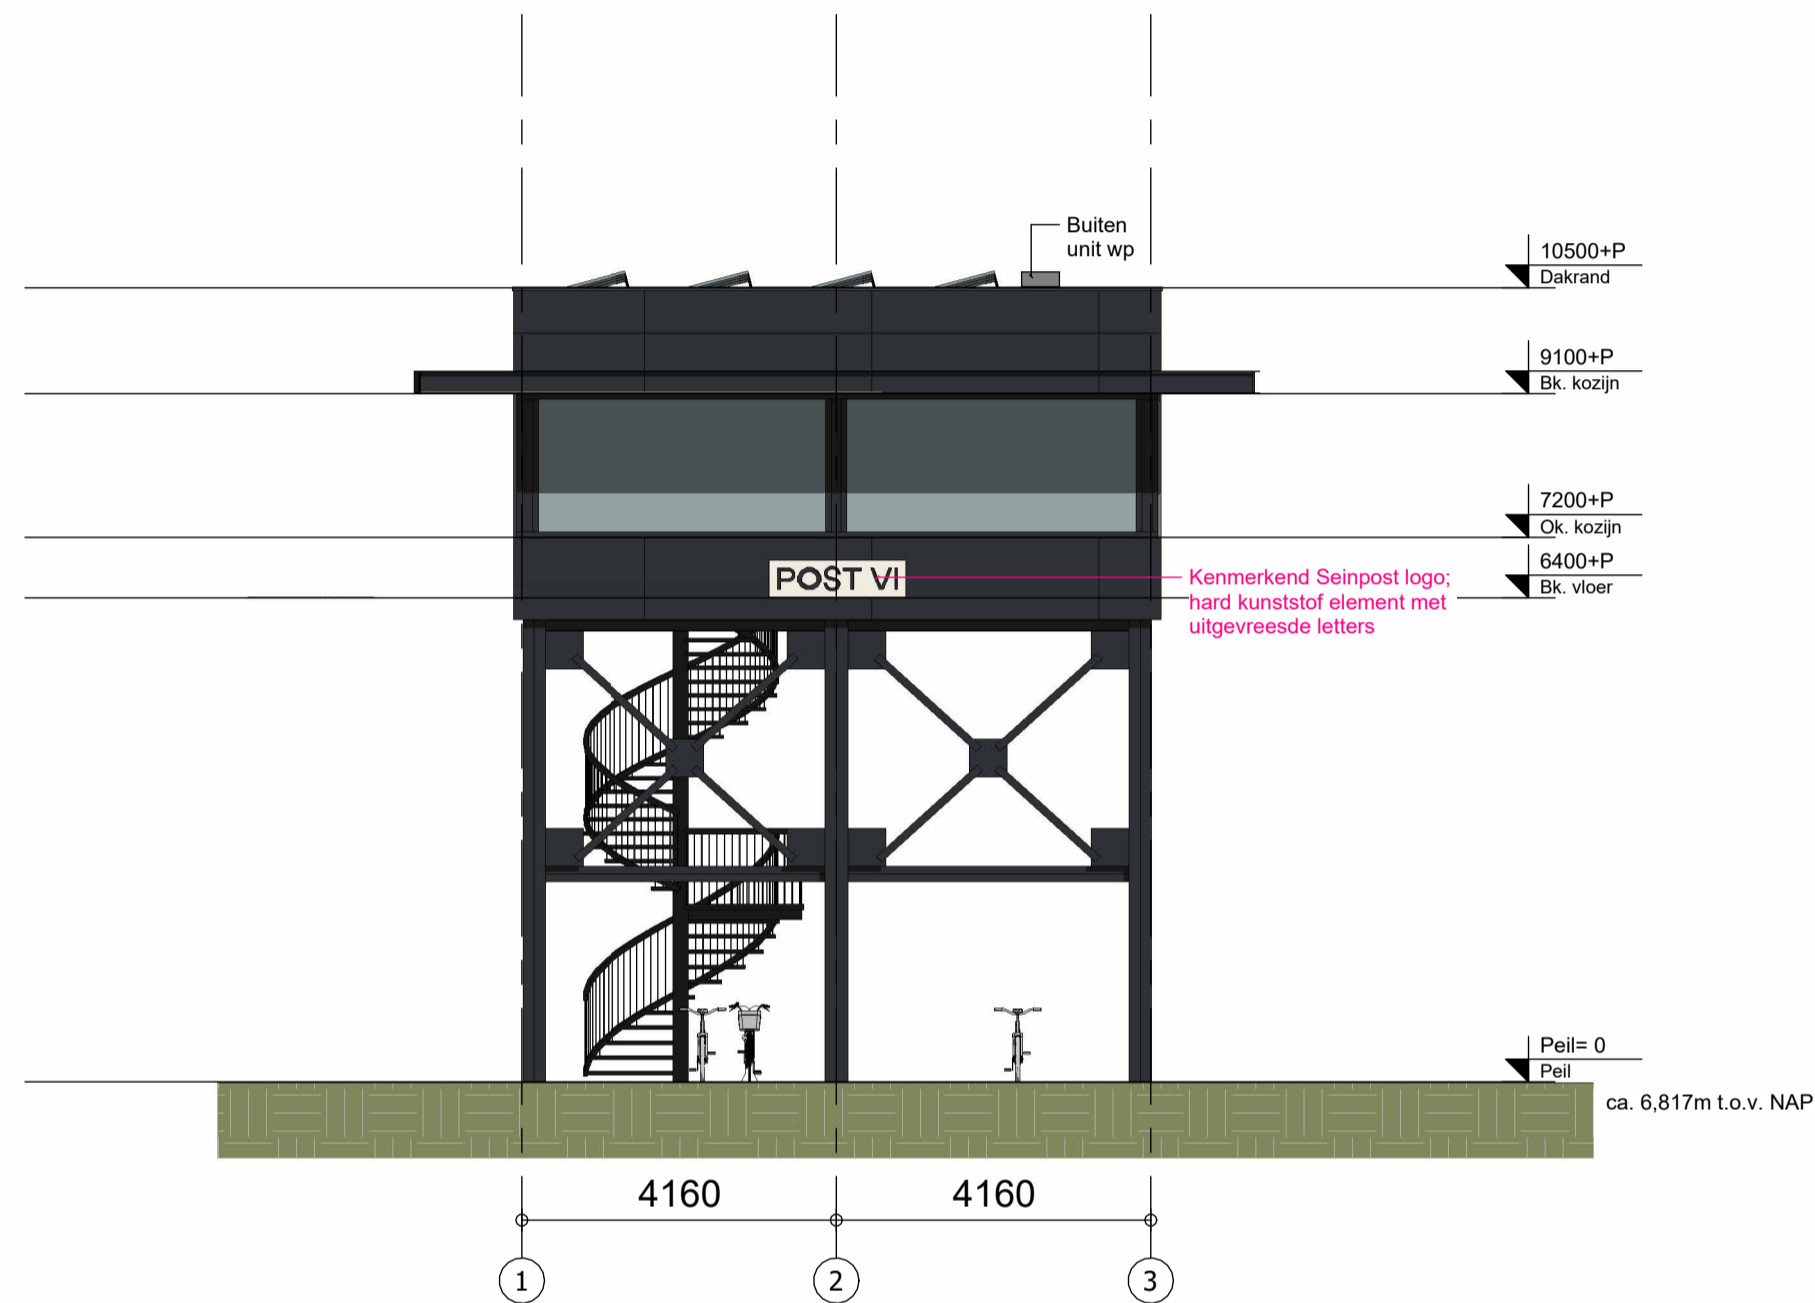 Buiten
unit wp
10500+P
Dakrand
9100+P
Bk. kozijn
7200+P
Ok. kozijn
6400+P
Bk. vloer
POST VI
Kenmerkend Seinpost logo;
hard kunststof element met
uitgevreesde letters
Peil= 0
Peil
ca. 6,817m t.o.v. NAP
4160
4160
1
2
3